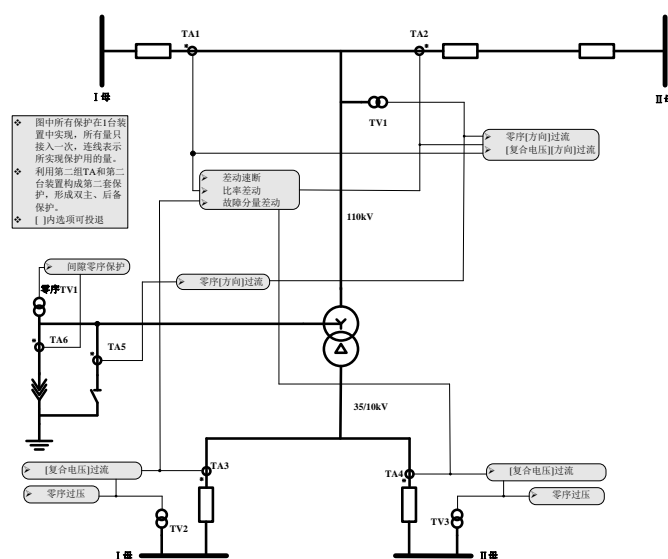 TA1
TA2
Ⅰ 母
Ⅱ 母
TV1
图中所有保护在1台装
置中实现，所有量只
接入一次，连线表示
所实现保护用的量。
利用第二组TA和第二
台装置构成第二套保
护，形成双主、后备
保护。
[ ]内选项可投退
零序[方向]过流
[复合电压][方向]过流
差动速断
比率差动
故障分量差动
110kV
间隙零序保护
零序[方向]过流
零序TV1
TA6
TA5
35/10kV
[复合电压]过流
TA3
TA4
[复合电压]过流
零序过压
零序过压
TV2
TV3
Ⅰ 母
Ⅱ 母